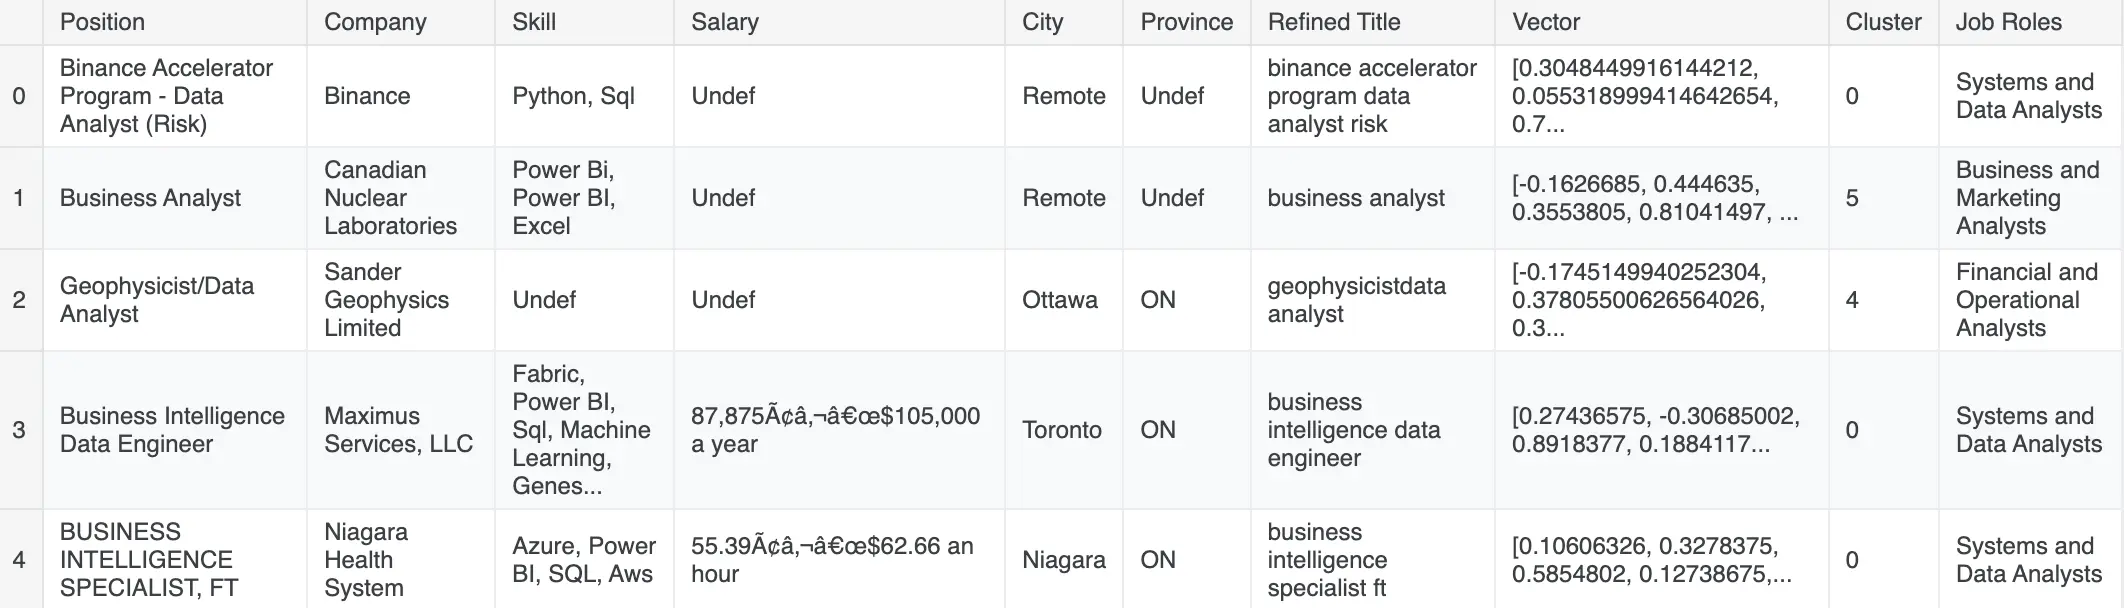 Position Company Skill Salary City Province Refined Title Vector Cluster Job Roles
0
Binance Accelerator
Program - Data
Analyst (Risk)
Binance
Python, Sql
Undef
Remote
Undef
binance accelerator
program data
analyst risk
[0.3048449916144212,
0.055318999414642654,
0.7...
0
Systems and
Data Analysts
1
Business Analyst
Canadian
Nuclear
Laboratories
Power Bi,
Power BI,
Excel
Undef
Remote
Undef
business analyst
[-0.1626685, 0.444635,
0.3553805, 0.81041497, ...
5
Business and
Marketing
Analysts
2
Geophysicist/Data
Analyst
Sander
Geophysics
Limited
Undef
Undef
Ottawa
ON
geophysicistdata
analyst
[-0.1745149940252304,
0.37805500626564026,
0.3...
4
Financial and
Operational
Analysts
3
Business Intelligence
Data Engineer
Maximus
Services, LLC
Fabric,
Power BI,
Sql, Machine
Learning,
Genes...
87,875Ã¢â‚¬â€œ$105,000
a year
Toronto
ON
business
intelligence data
engineer
[0.27436575, -0.30685002,
0.8918377, 0.1884117...
0
Systems and
Data Analysts
4
BUSINESS
INTELLIGENCE
SPECIALIST, FT
Niagara
Health
System
Azure, Power
BI, SQL, Aws
55.39Ã¢â‚¬â€œ$62.66 an
hour
Niagara
ON
business
intelligence
specialist ft
[0.10606326, 0.3278375,
0.5854802, 0.12738675,...
0
Systems and
Data Analysts